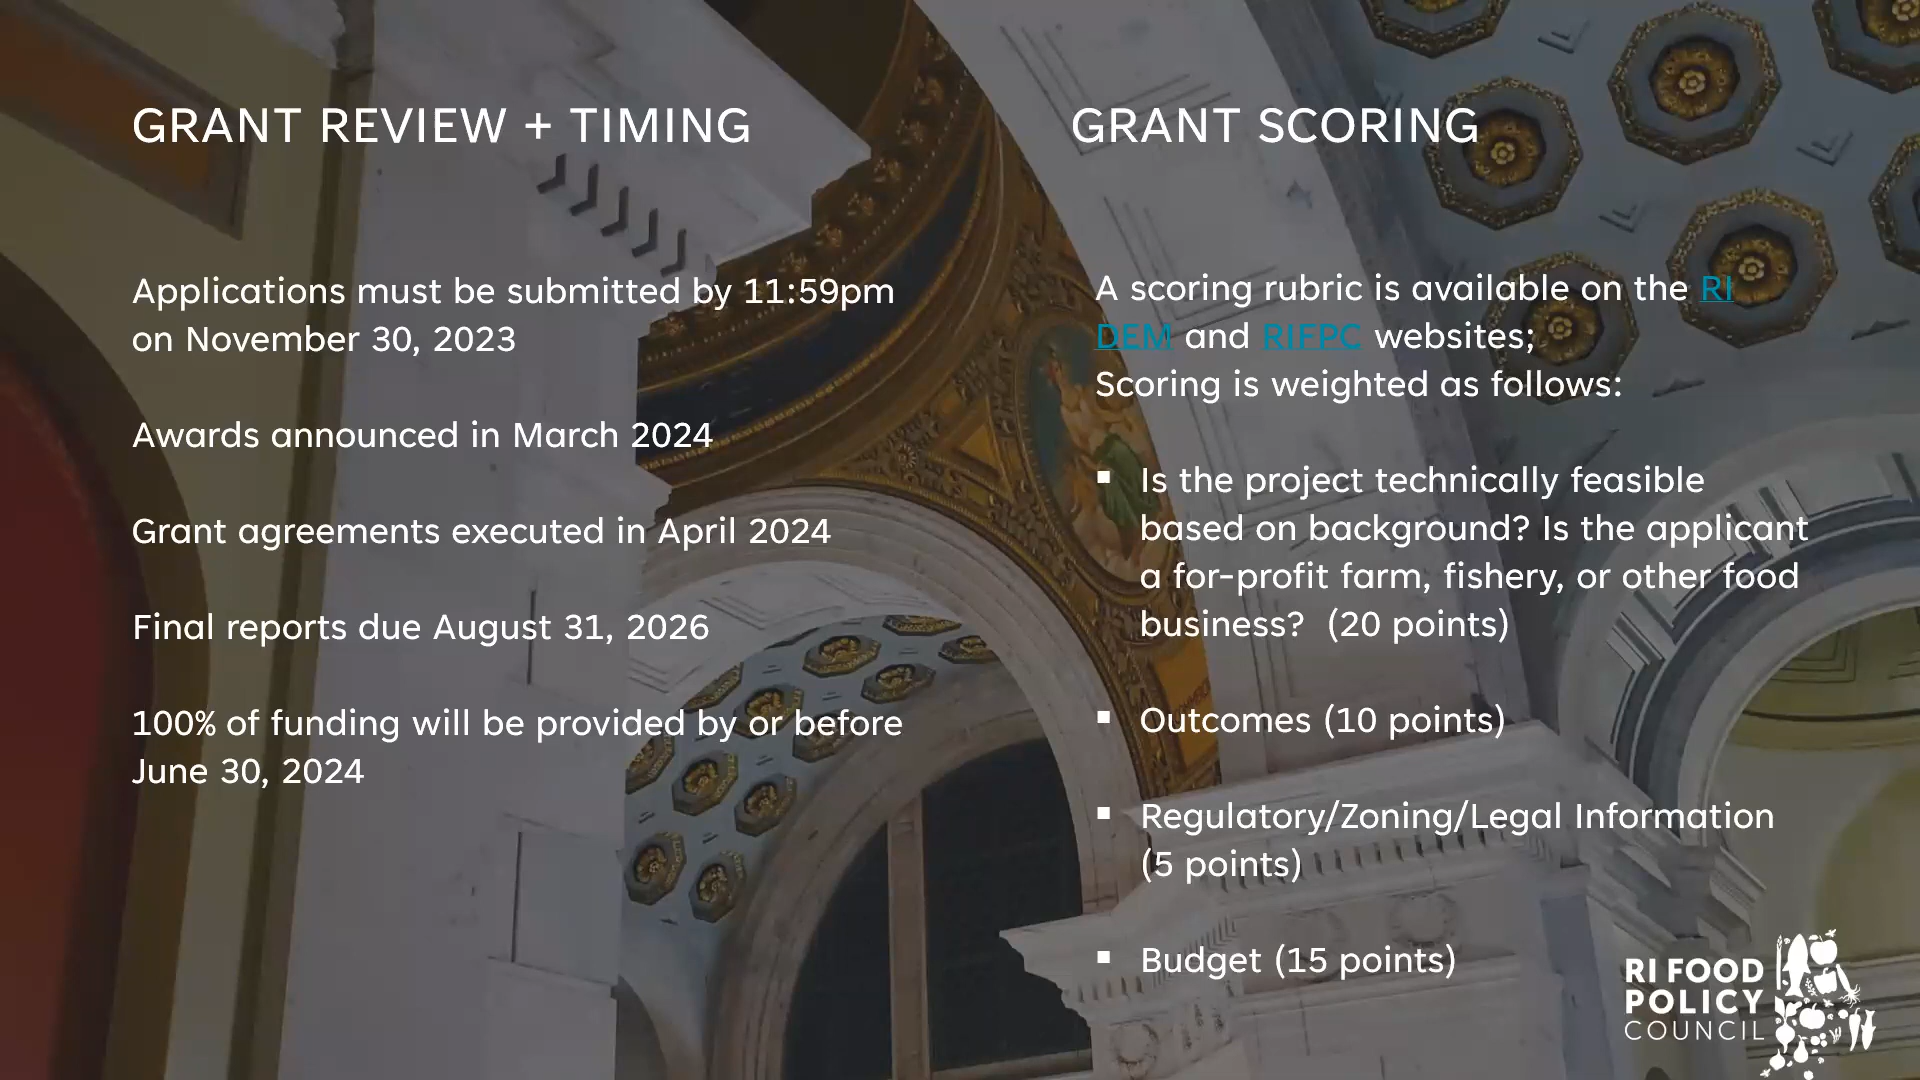 GRANT REVIEW + TIMING
Applications must be submitted by 11:59pm
on November 30, 2023
Awards announced in March 2024
Grant agreements executed in April 2024
Final reports due August 31, 2026
100% of funding will be provided by or before
June 30, 2024
GRANT SCORING
A scoring rubric is available on the RI
DEM and RIFPC websites;
Scoring is weighted as follows:
▪ Is the project technically feasible
based on background? Is the applicant
a for-profit farm, fishery, or other food
business? (20 points)
▪ Outcomes (10 points)
▪ Regulatory/Zoning/Legal Information
(5 points)
▪ Budget (15 points)
RI FOOD
POLICY
COUNCIL